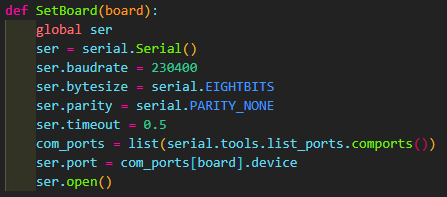 def SetBoard(board):
    global ser
    ser = serial.Serial()
    ser.baudrate = 230400
    ser.bytesize = serial.EIGHTBITS
    ser.parity = serial.PARITY_NONE
    ser.timeout = 0.5
    com_ports = list(serial.tools.list_ports.comports())
    ser.port = com_ports[board].device
    ser.open()